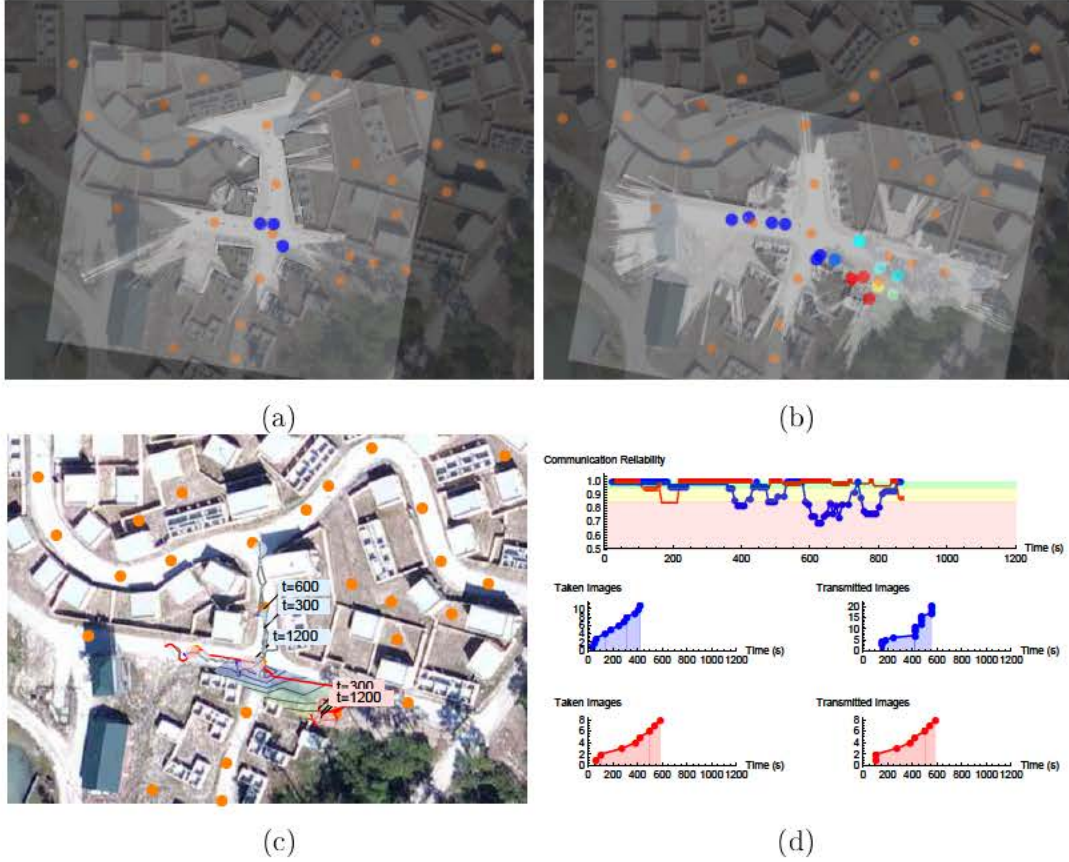 (a)
(b)
t=600
t=300
t=1200
t=300
t=1200
(c)
Communication Reliability
1.0
0.9
0.8
0.7
0.6
0.5
0 200 400 600 800 1000 1200 Time (s)
Taken Images
10
8
6
4
2
0
0 200 400 600 800 1000 1200 Time (s)
Transmitted Images
20
15
10
5
0
0 200 400 600 800 1000 1200 Time (s)
Taken Images
8
6
4
2
0
0 200 400 600 800 1000 1200 Time (s)
Transmitted Images
8
6
4
2
0
0 200 400 600 800 1000 1200 Time (s)
(d)